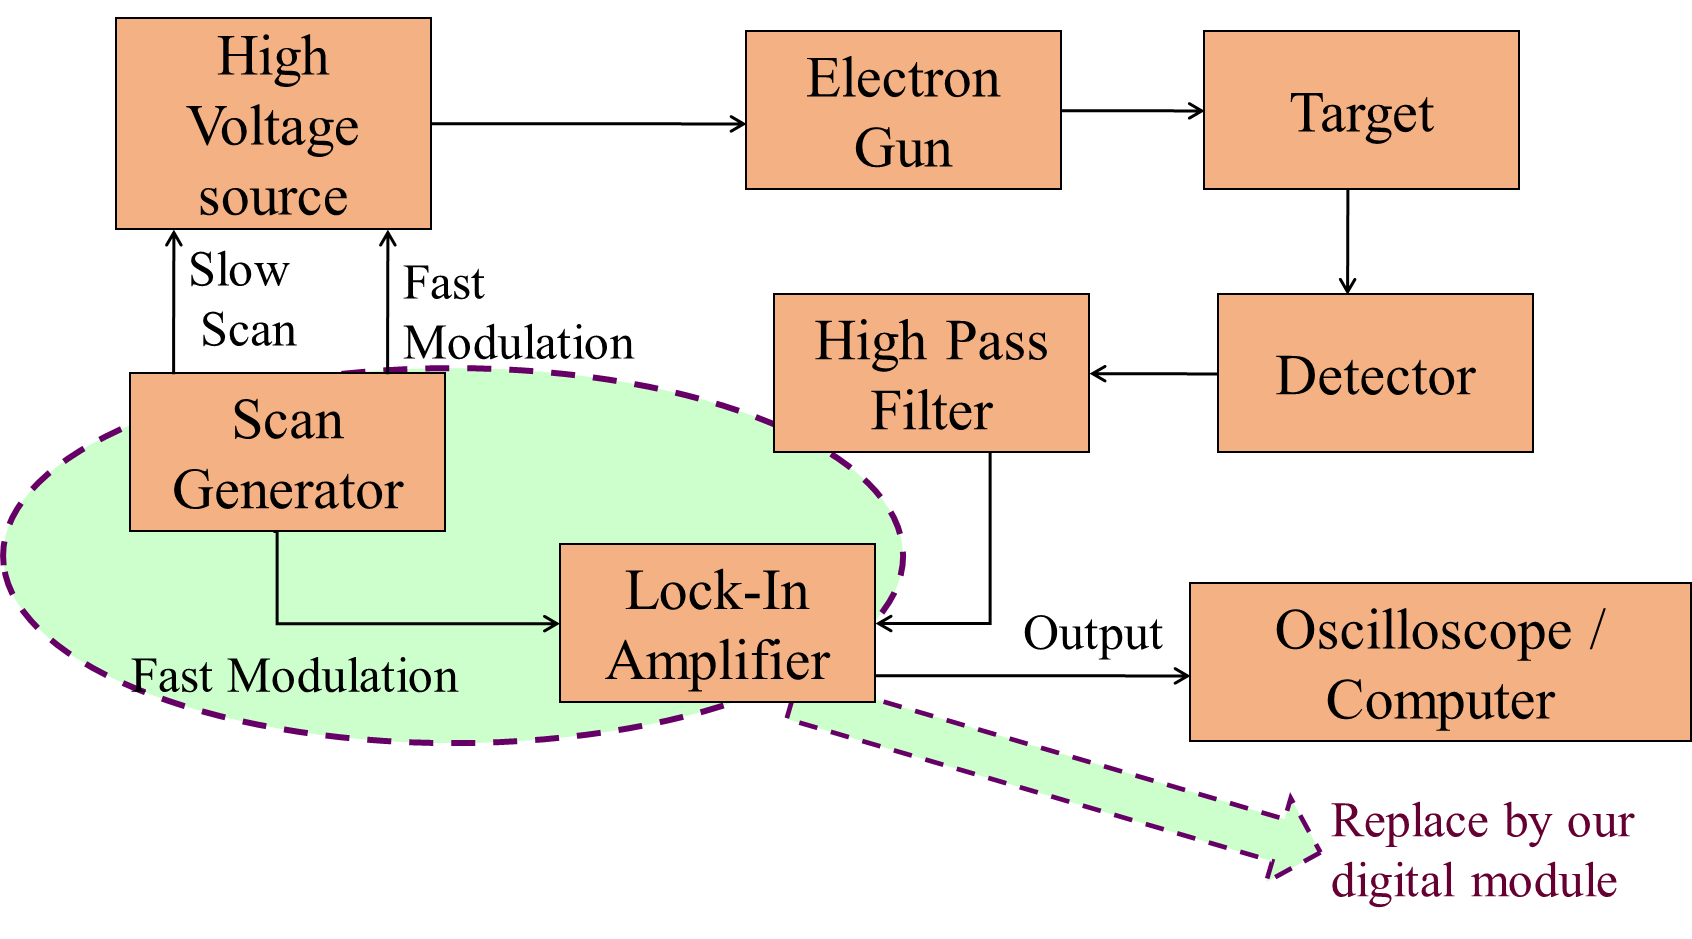 High
Voltage
source
Electron
Gun
Target
Slow
Scan
Fast
Modulation
High Pass
Filter
Detector
Scan
Generator
Lock-In
Amplifier
Fast Modulation
Output
Oscilloscope /
Computer
Replace by our
digital module